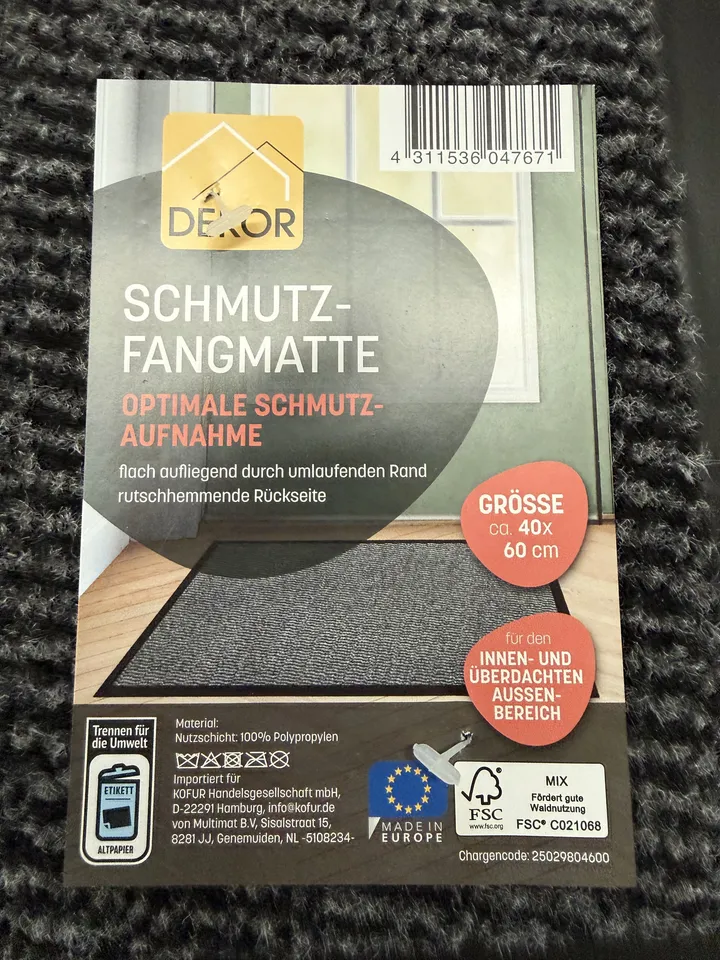 4 311536 047671
DEKOR
SCHMUTZ-
FANGMATTE
OPTIMALE SCHMUTZ-
AUFNAHME
flach aufliegend durch umlaufenden Rand
rutschhemmende Rückseite
GRÖSSE
ca. 40x
60 cm
für den
INNEN- UND
ÜBERDACHTEN
AUSSEN-
BEREICH
Trennen für
die Umwelt
ETIKETT
ALTPAPIER
Material:
Nutzschicht: 100% Polypropylen
Importiert für
KOFUR Handelsgesellschaft mbH,
D-22291 Hamburg, info@kofur.de
von Multimat B.V, Sisalstraat 15,
8281 JJ, Genemuiden, NL -5108234-
MADE IN
EUROPE
FSC
www.fsc.org
MIX
Fördert gute
Waldnutzung
FSC® C021068
Chargencode: 25029804600